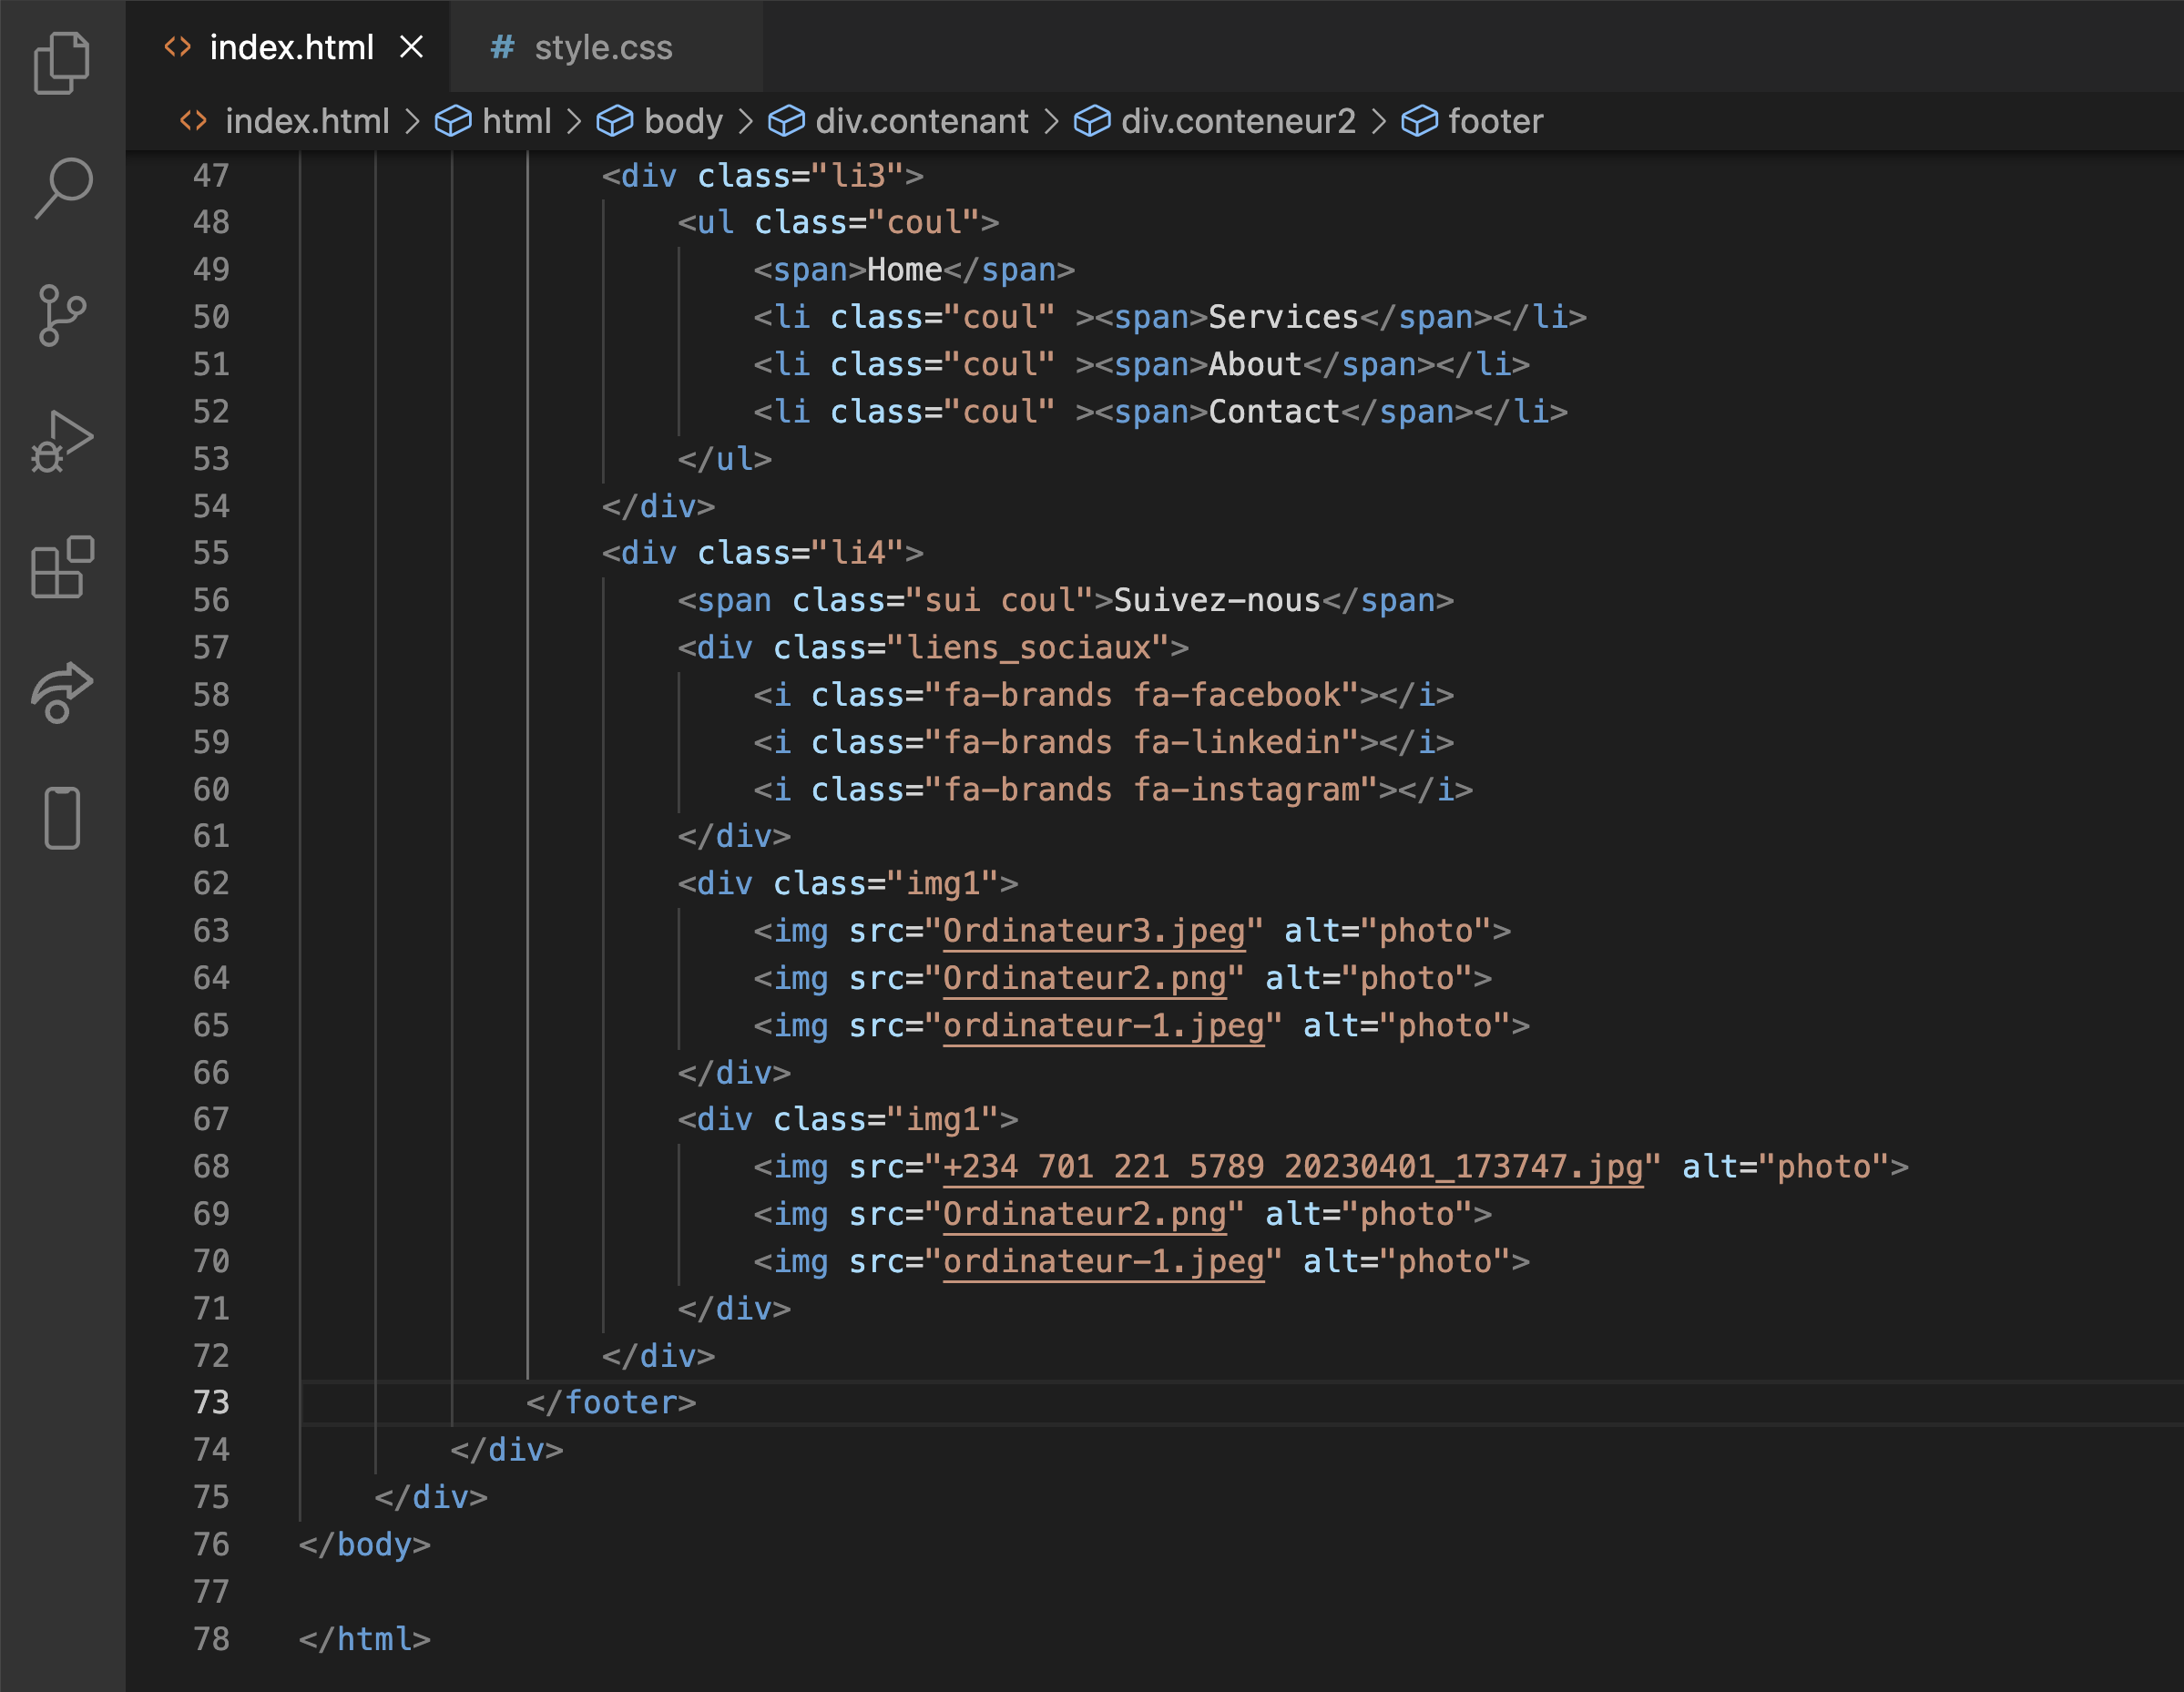 index.html
style.css
index.html > html > body > div.contenant > div.conteneur2 > footer
47 <div class="li3">
48 <ul class="coul">
49 <span>Home</span>
50 <li class="coul" ><span>Services</span></li>
51 <li class="coul" ><span>About</span></li>
52 <li class="coul" ><span>Contact</span></li>
53 </ul>
54 </div>
55 <div class="li4">
56 <span class="sui coul">Suivez-nous</span>
57 <div class="liens_sociaux">
58 <i class="fa-brands fa-facebook"></i>
59 <i class="fa-brands fa-linkedin"></i>
60 <i class="fa-brands fa-instagram"></i>
61 </div>
62 <div class="img1">
63 <img src="Ordinateur3.jpeg" alt="photo">
64 <img src="Ordinateur2.png" alt="photo">
65 <img src="ordinateur-1.jpeg" alt="photo">
66 </div>
67 <div class="img1">
68 <img src="+234 701 221 5789 20230401_173747.jpg" alt="photo">
69 <img src="Ordinateur2.png" alt="photo">
70 <img src="ordinateur-1.jpeg" alt="photo">
71 </div>
72 </div>
73 </footer>
74 </div>
75 </div>
76 </body>
77
78 </html>